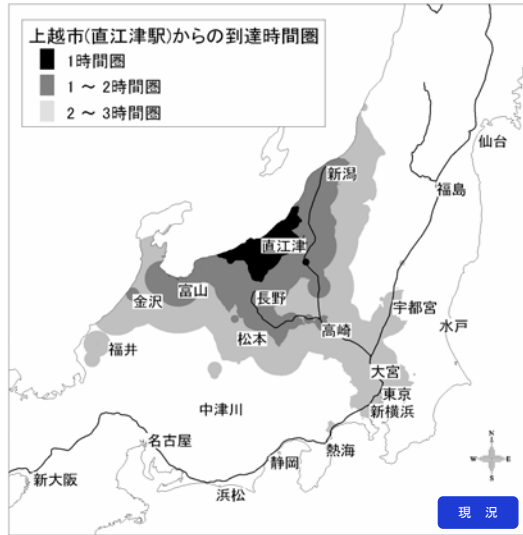 上越市(直江津駅)からの到達時間圏
1時間圏
1 ~ 2時間圏
2 ~ 3時間圏
仙台
新潟
福島
直江津
金沢
富山
長野
宇都宮
水戸
高崎
松本
福井
大宮
東京
新横浜
中津川
名古屋
熱海
静岡
新大阪
浜松
N
W
E
S
現 況